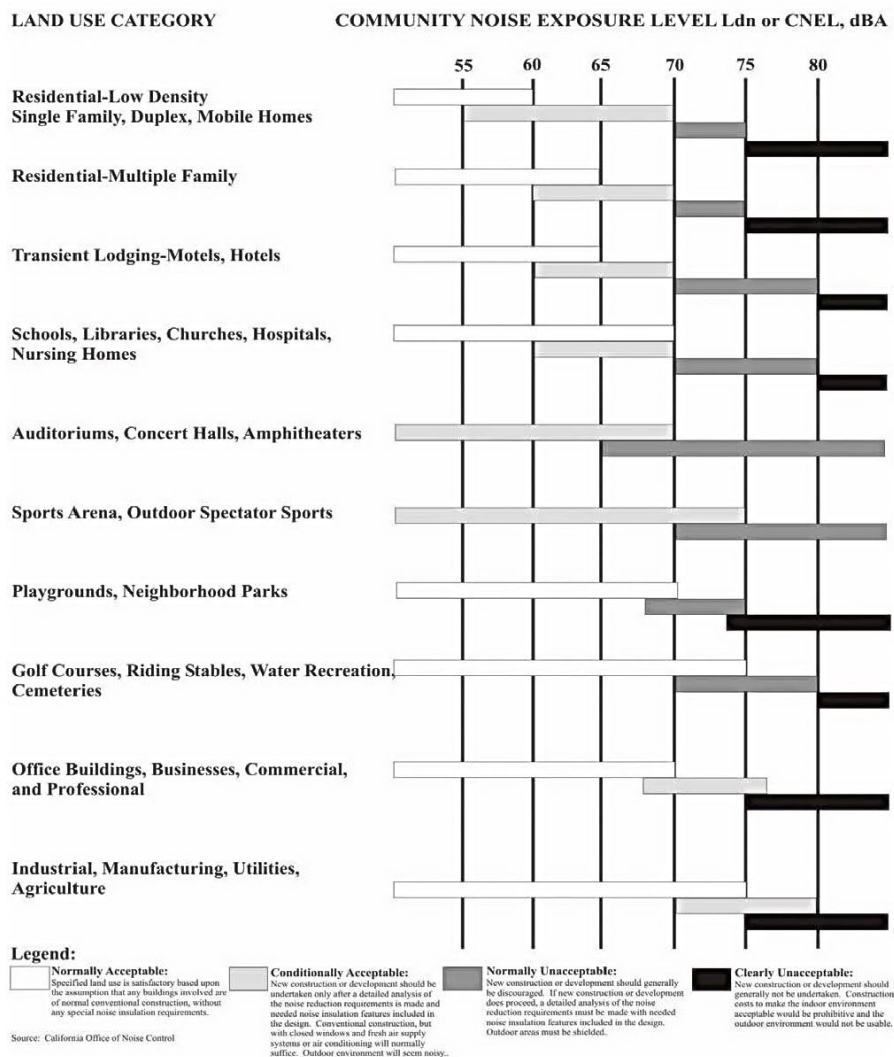 LAND USE CATEGORY
COMMUNITY NOISE EXPOSURE LEVEL Ldn or CNEL, dBA
55 60 65 70 75 80
Residential-Low Density
Single Family, Duplex, Mobile Homes
Residential-Multiple Family
Transient Lodging-Motels, Hotels
Schools, Libraries, Churches, Hospitals,
Nursing Homes
Auditoriums, Concert Halls, Amphitheaters
Sports Arena, Outdoor Spectator Sports
Playgrounds, Neighborhood Parks
Golf Courses, Riding Stables, Water Recreation,
Cemeteries
Office Buildings, Businesses, Commercial,
and Professional
Industrial, Manufacturing, Utilities,
Agriculture
Legend:
Normally Acceptable:
Specified land use is satisfactory based upon
the assumption that any buildings involved are
of normal conventional construction, without
any special noise insulation requirements.
Conditionally Acceptable:
New construction or development should be
undertaken only after a detailed analysis of
the noise reduction requirements is made and
needed noise insulation features included in
the design. Conventional construction, but
with closed windows and fresh air supply
systems or air conditioning will normally
suffice. Outdoor environment will seem noisy..
Normally Unacceptable:
New construction or development should generally
be discouraged. If new construction or development
does proceed, a detailed analysis of the noise
reduction requirements must be made with needed
noise insulation features included in the design.
Outdoor areas must be shielded.
Clearly Unacceptable:
New construction or development should
generally not be undertaken. Construction
costs to make the indoor environment
acceptable would be prohibitive and the
outdoor environment would not be usable.
Source: California Office of Noise Control